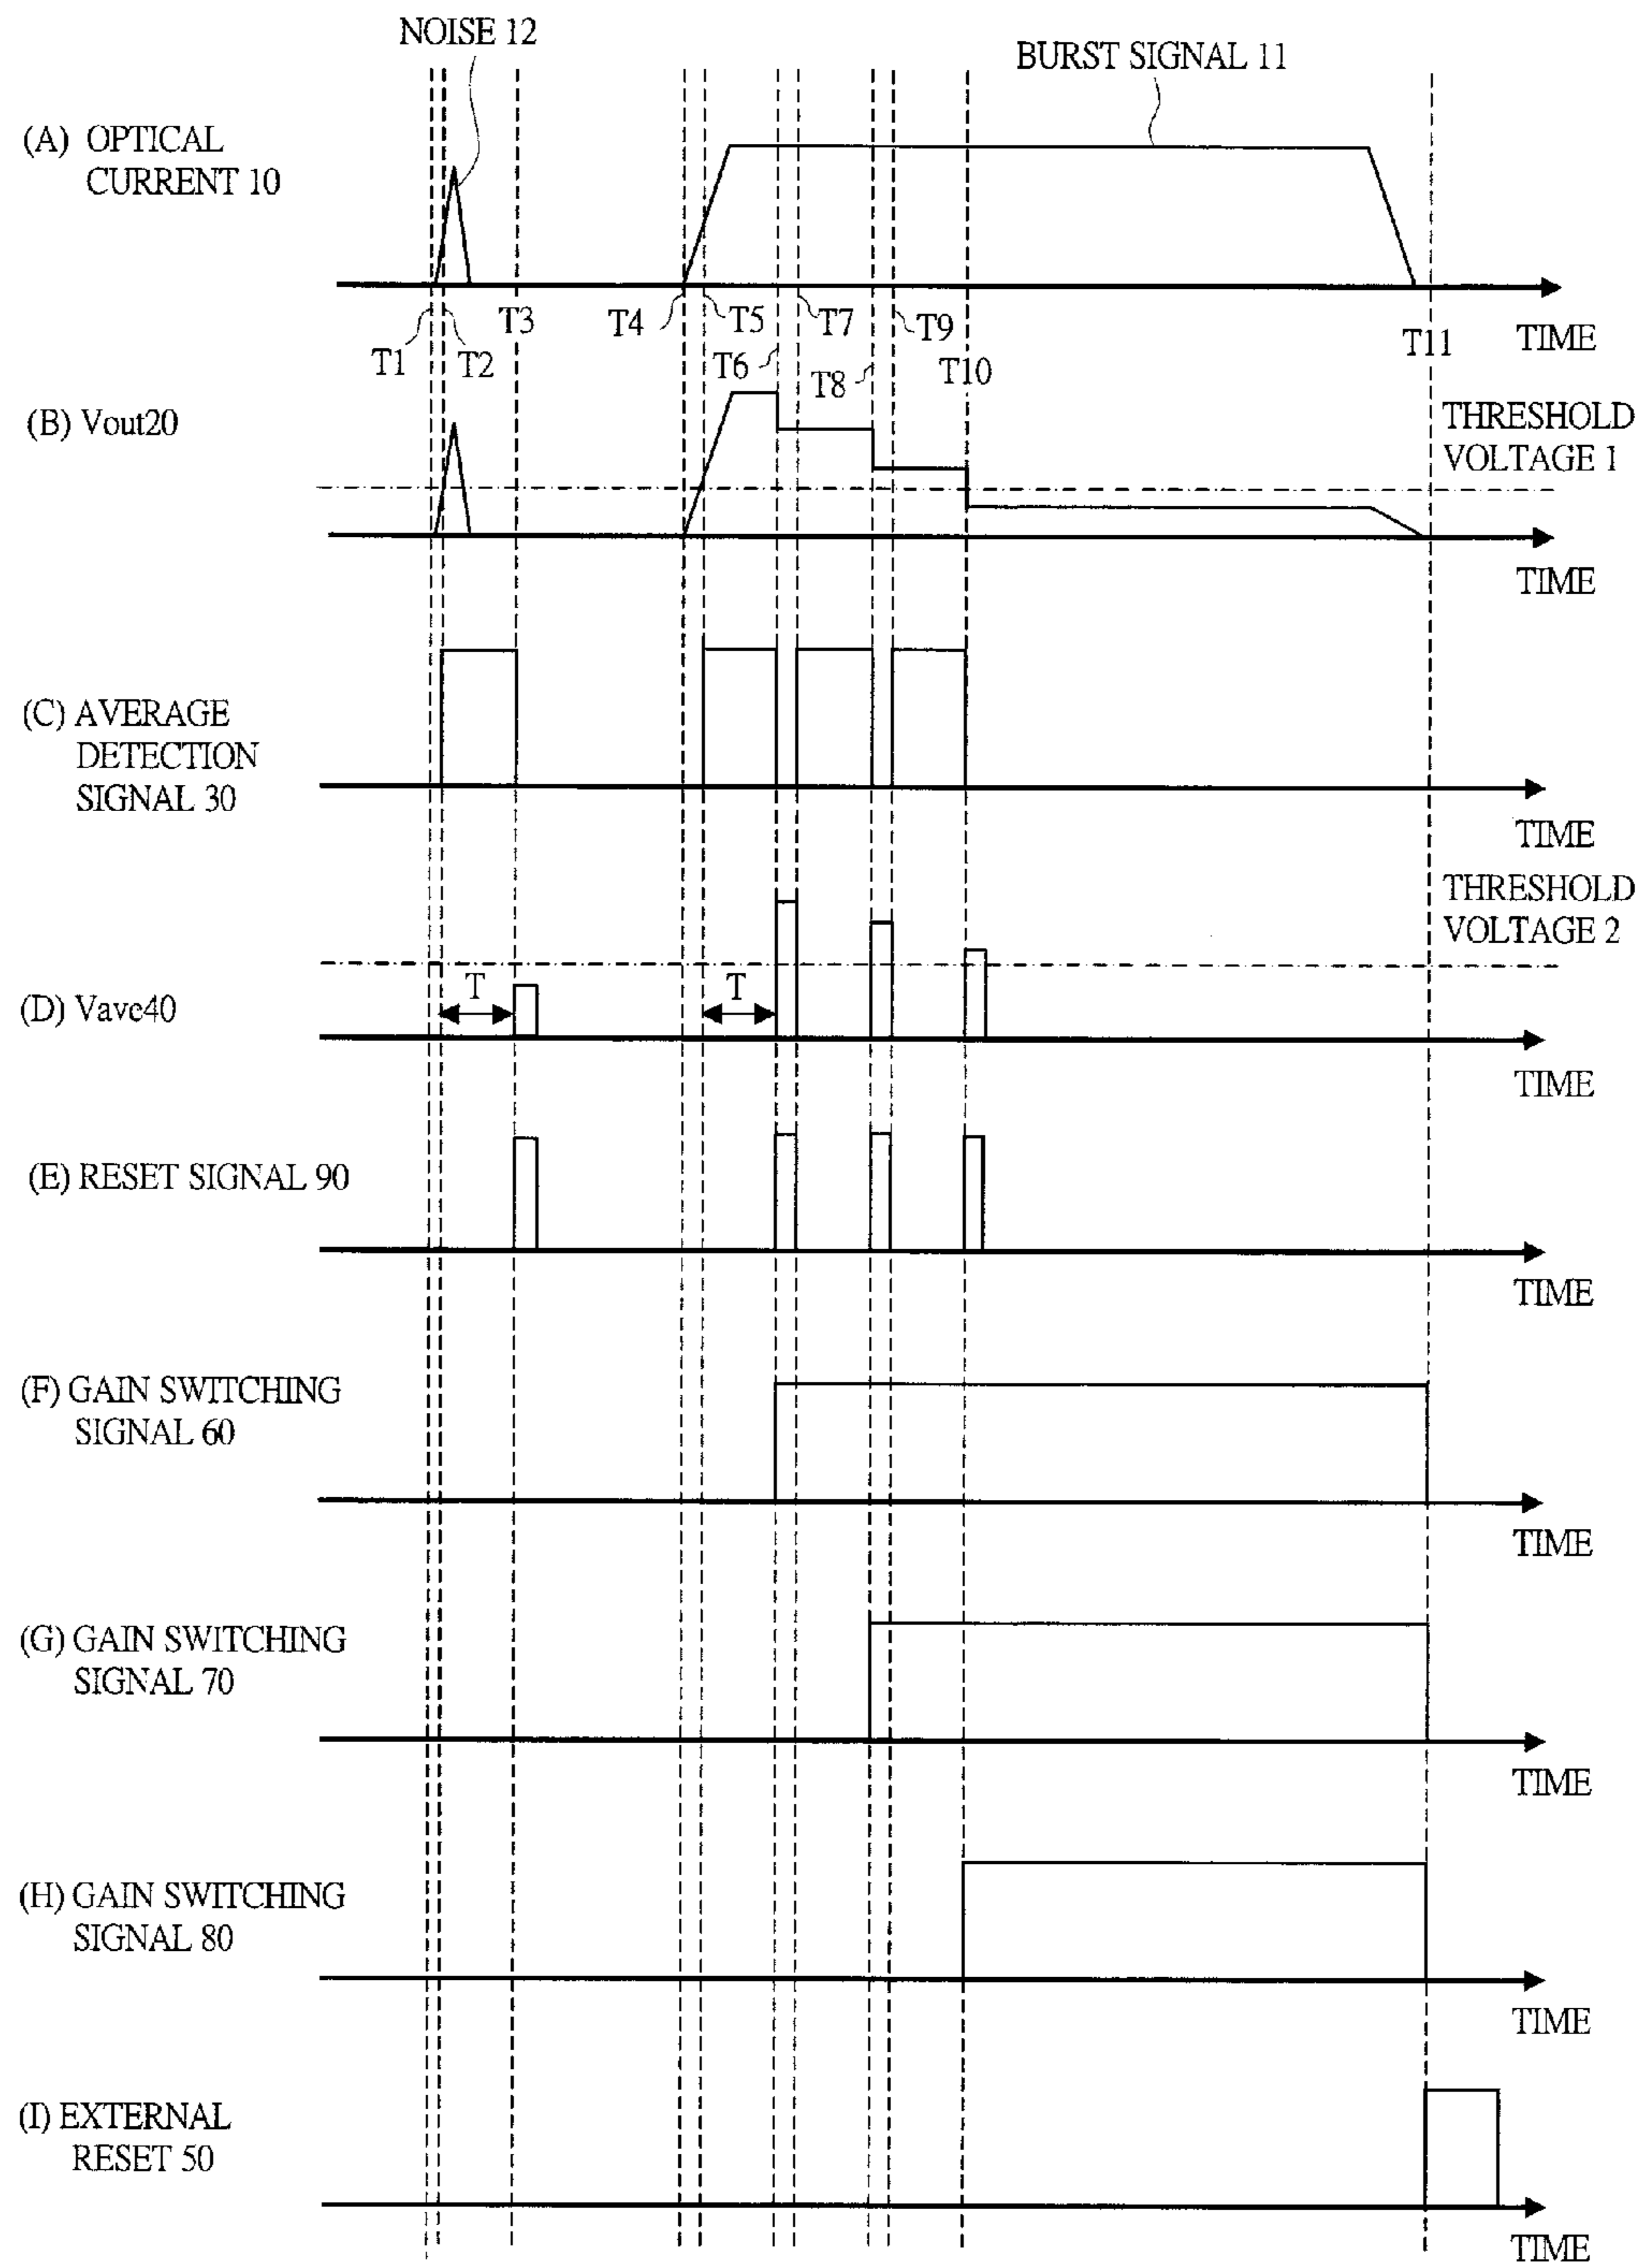 NOISE 12
BURST SIGNAL 11
(A) OPTICAL
CURRENT 10
T1
T2
T3
T4
T5
T6
T7
T8
T9
T10
T11
TIME
(B) Vout20
THRESHOLD
VOLTAGE 1
TIME
(C) AVERAGE
DETECTION
SIGNAL 30
TIME
THRESHOLD
VOLTAGE 2
(D) Vave40
T
T
TIME
(E) RESET SIGNAL 90
TIME
(F) GAIN SWITCHING
SIGNAL 60
TIME
(G) GAIN SWITCHING
SIGNAL 70
TIME
(H) GAIN SWITCHING
SIGNAL 80
TIME
(I) EXTERNAL
RESET 50
TIME